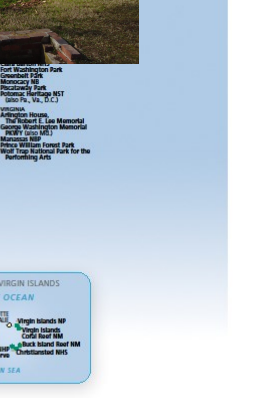 Fort Washington Park
Greenbelt Park
Monocacy NB
Piscataway Park
Potomac Heritage NST
(also Pa., Va., D.C.)
VIRGINIA
Arlington House,
The Robert E. Lee Memorial
George Washington Memorial
PKWY (also MD.)
Manassas NBP
Prince William Forest Park
Wolf Trap National Park for the
Performing Arts
VIRGIN ISLANDS
OCEAN
Virgin Islands NP
Virgin Islands
Coral Reef NM
Buck Island Reef NM
Christiansted NHS
N SEA